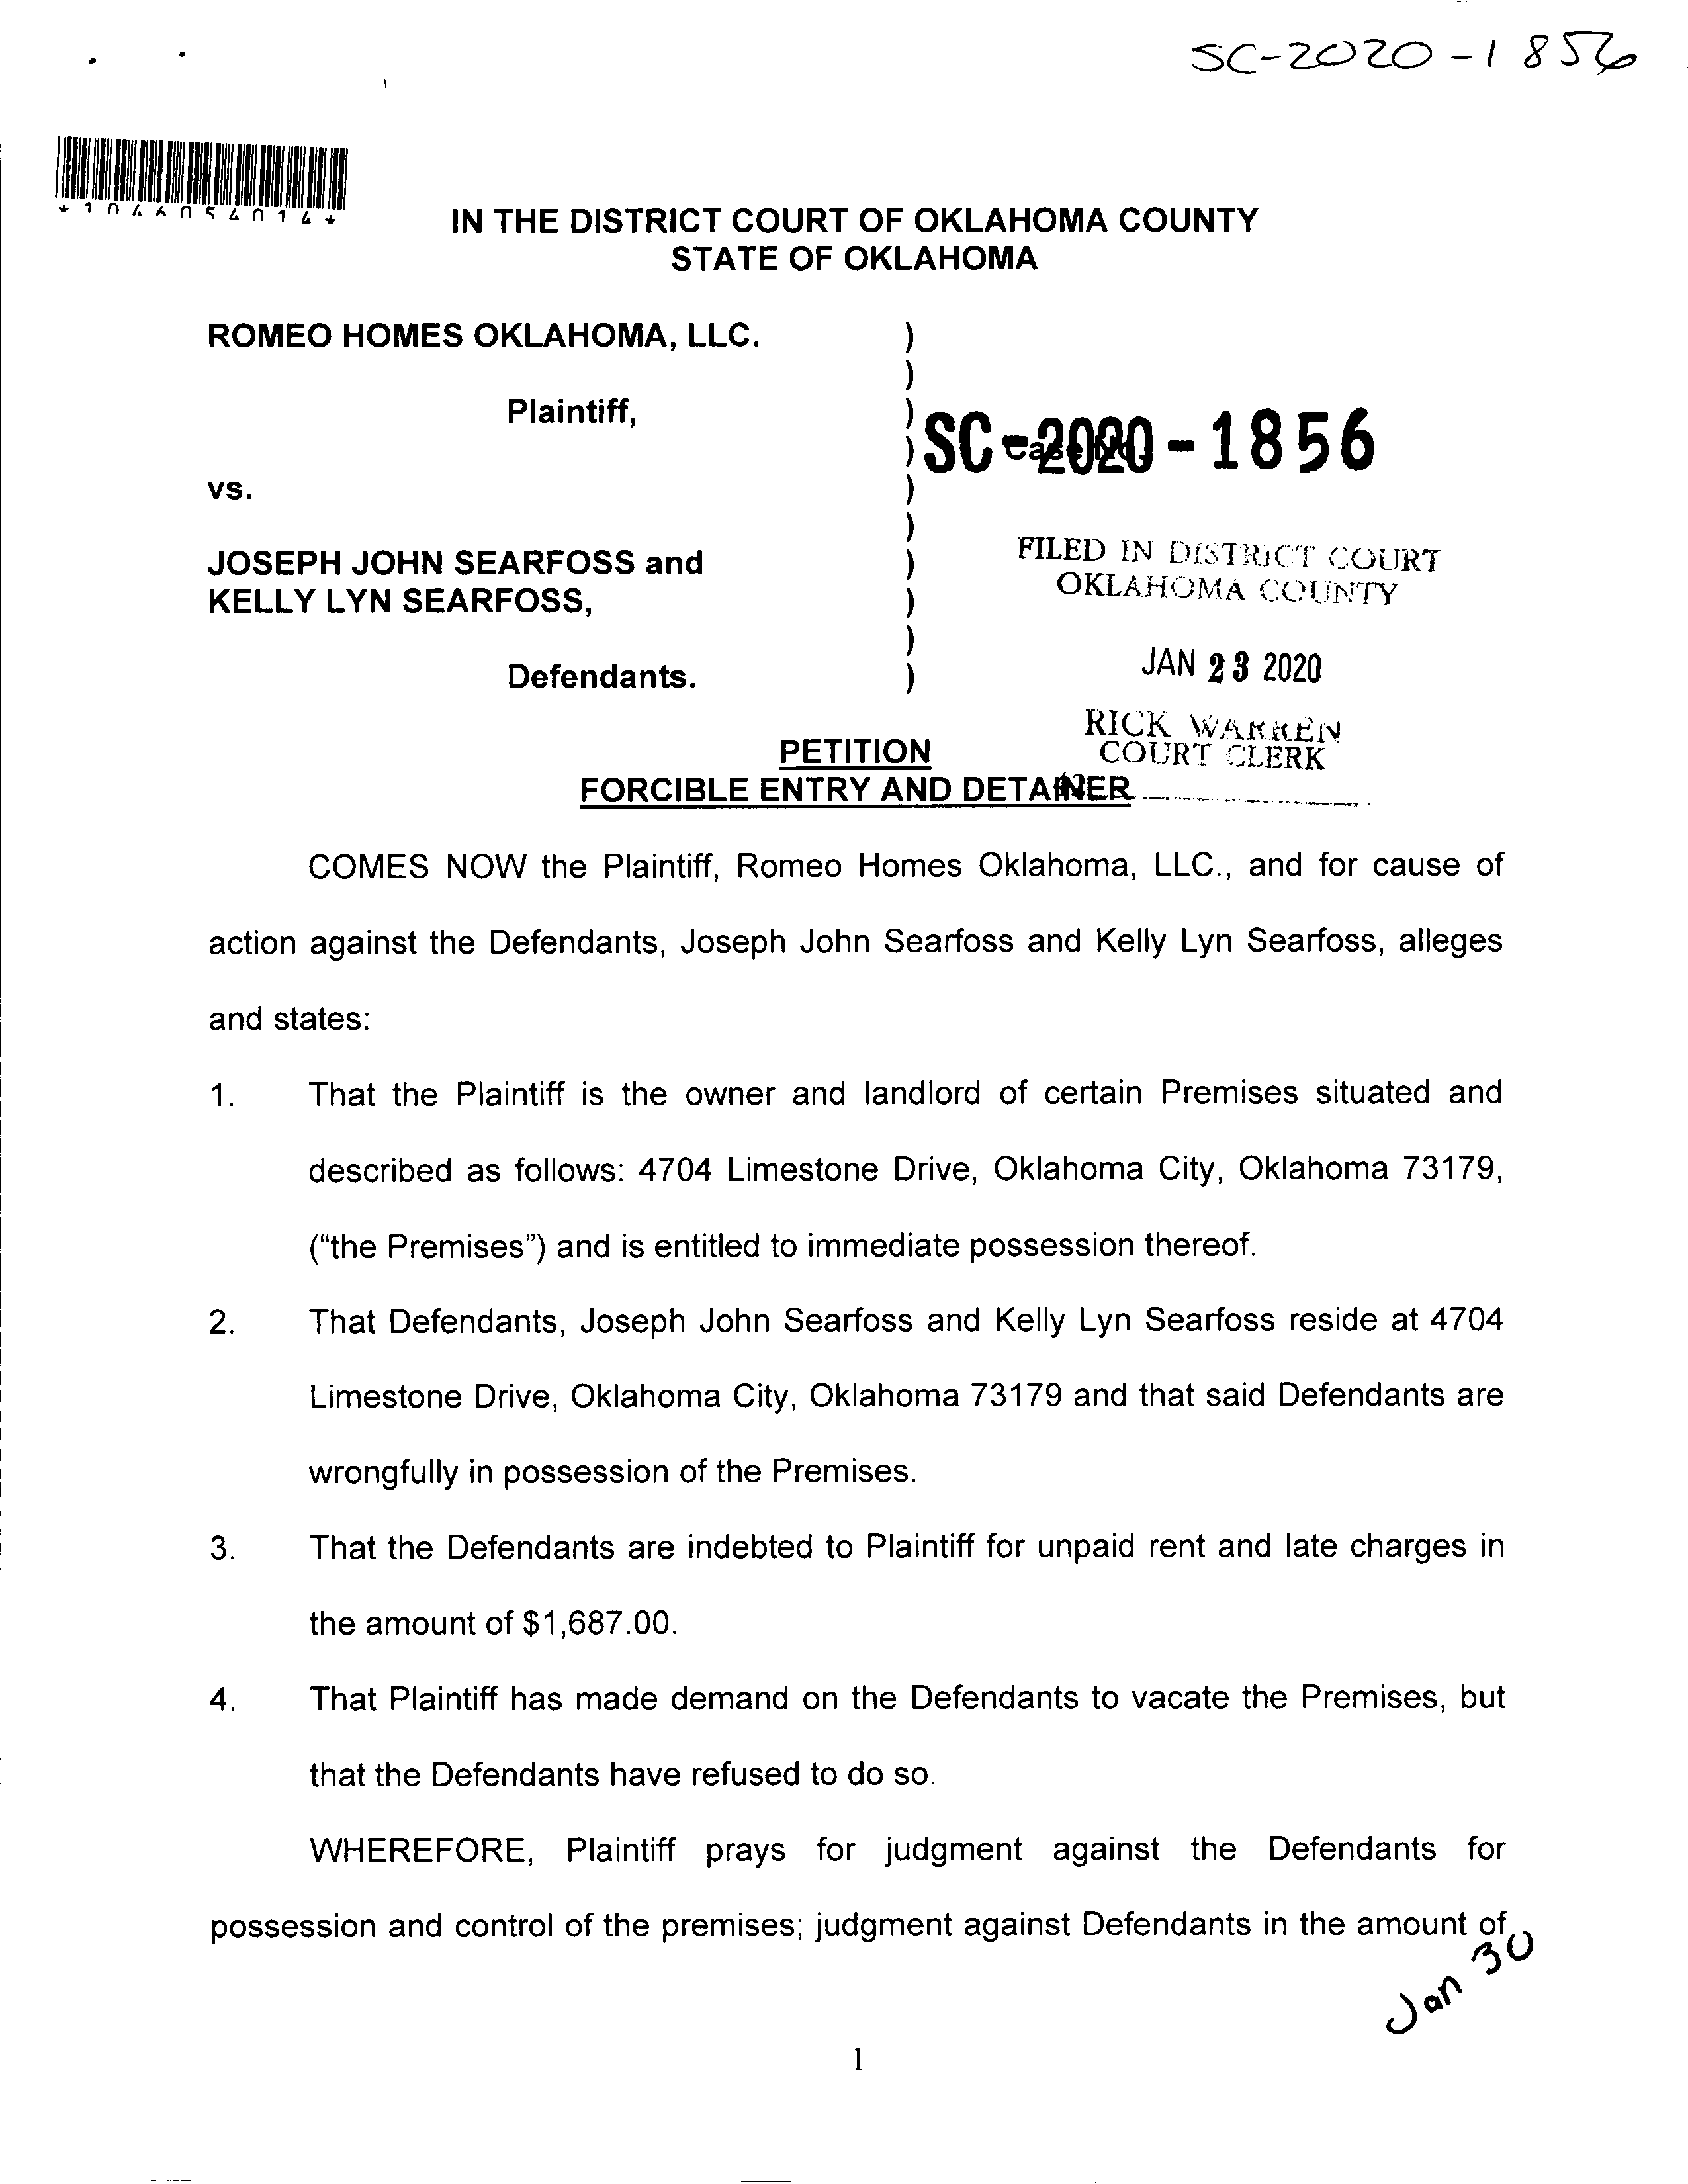 SC-2020-1856
*1046054014*
IN THE DISTRICT COURT OF OKLAHOMA COUNTY
STATE OF OKLAHOMA
ROMEO HOMES OKLAHOMA, LLC. )
)
Plaintiff, )
) SC-2020-1856
vs. )
)
JOSEPH JOHN SEARFOSS and ) FILED IN DISTRICT COURT
KELLY LYN SEARFOSS, ) OKLAHOMA COUNTY
)
Defendants. ) JAN 23 2020
RICK WARREN
PETITION COURT CLERK
FORCIBLE ENTRY AND DETAINER
COMES NOW the Plaintiff, Romeo Homes Oklahoma, LLC., and for cause of
action against the Defendants, Joseph John Searfoss and Kelly Lyn Searfoss, alleges
and states:
1. That the Plaintiff is the owner and landlord of certain Premises situated and
described as follows: 4704 Limestone Drive, Oklahoma City, Oklahoma 73179,
(“the Premises”) and is entitled to immediate possession thereof.
2. That Defendants, Joseph John Searfoss and Kelly Lyn Searfoss reside at 4704
Limestone Drive, Oklahoma City, Oklahoma 73179 and that said Defendants are
wrongfully in possession of the Premises.
3. That the Defendants are indebted to Plaintiff for unpaid rent and late charges in
the amount of $1,687.00.
4. That Plaintiff has made demand on the Defendants to vacate the Premises, but
that the Defendants have refused to do so.
WHEREFORE, Plaintiff prays for judgment against the Defendants for
possession and control of the premises; judgment against Defendants in the amount of
Jan 30
1